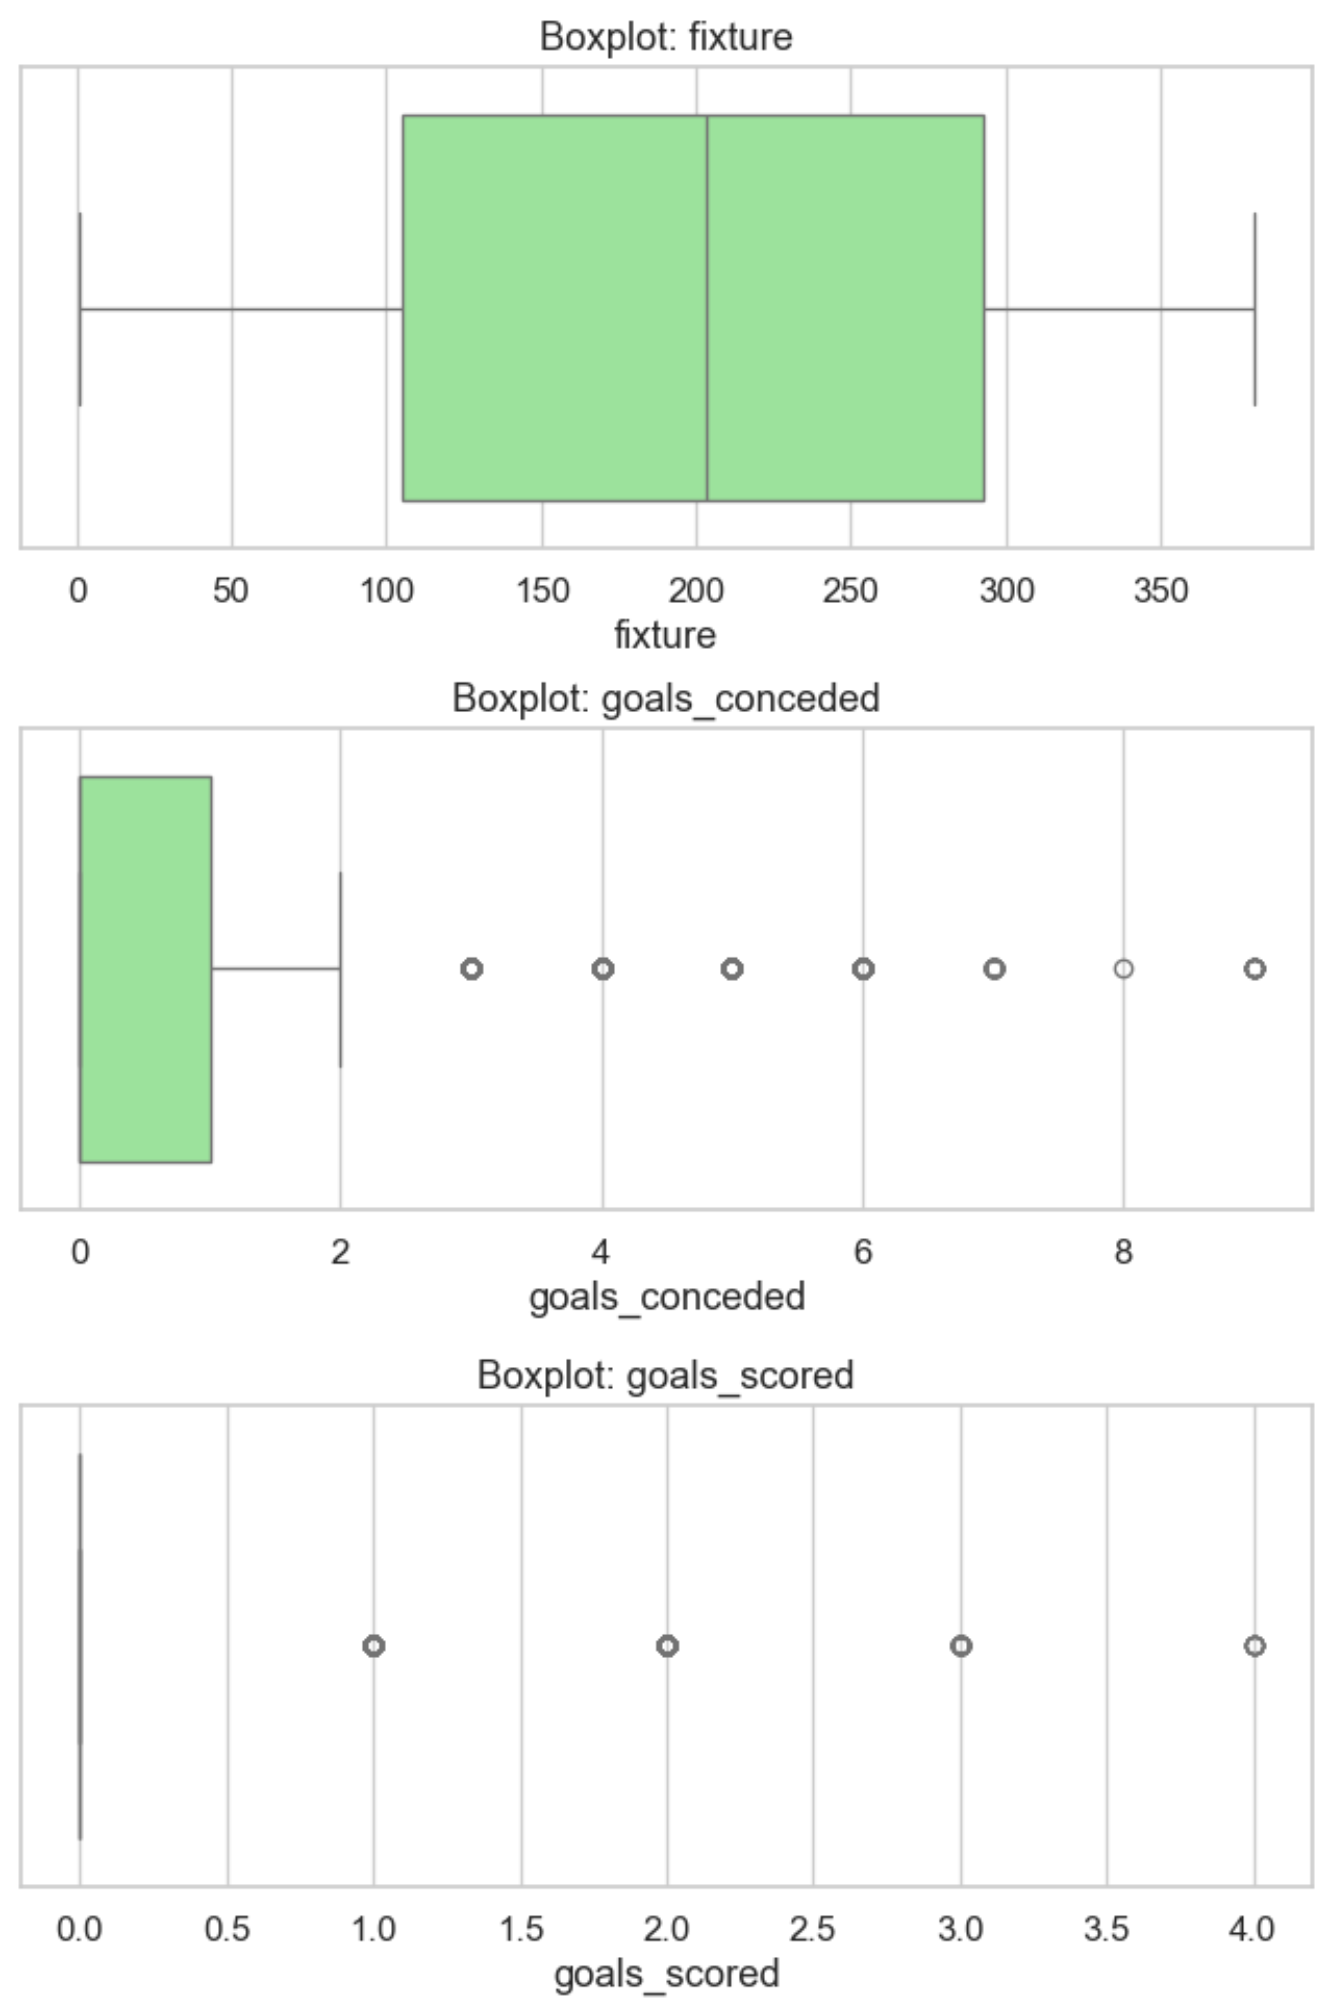 Boxplot: fixture
0 50 100 150 200 250 300 350
fixture
Boxplot: goals_conceded
0 2 4 6 8
goals_conceded
Boxplot: goals_scored
0.0 0.5 1.0 1.5 2.0 2.5 3.0 3.5 4.0
goals_scored